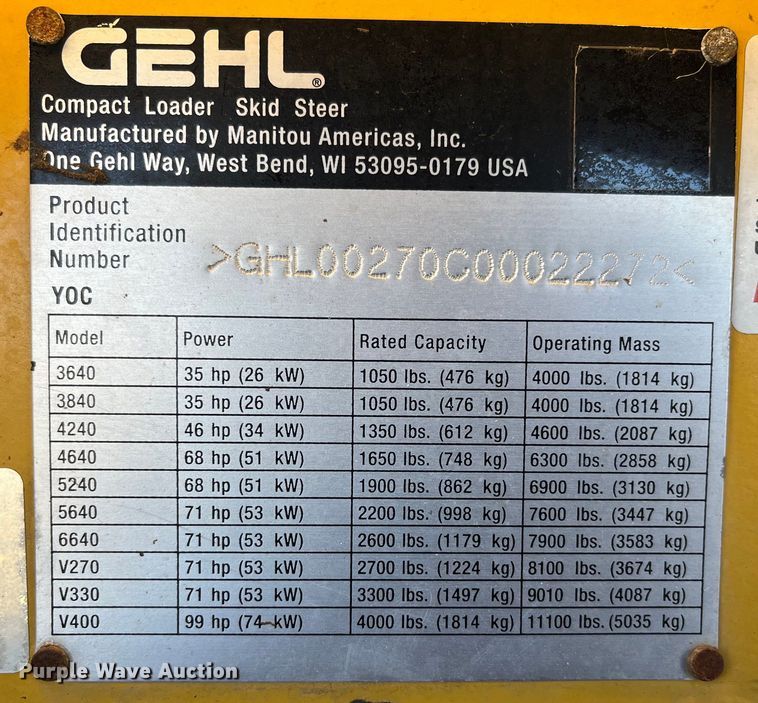 GEHL®
Compact Loader Skid Steer
Manufactured by Manitou Americas, Inc.
One Gehl Way, West Bend, WI 53095-0179 USA
Product
Identification
Number >GHL00270C00022272<
YOC
Model Power Rated Capacity Operating Mass
3640 35 hp (26 kW) 1050 lbs. (476 kg) 4000 lbs. (1814 kg)
3840 35 hp (26 kW) 1050 lbs. (476 kg) 4000 lbs. (1814 kg)
4240 46 hp (34 kW) 1350 lbs. (612 kg) 4600 lbs. (2087 kg)
4640 68 hp (51 kW) 1650 lbs. (748 kg) 6300 lbs. (2858 kg)
5240 68 hp (51 kW) 1900 lbs. (862 kg) 6900 lbs. (3130 kg)
5640 71 hp (53 kW) 2200 lbs. (998 kg) 7600 lbs. (3447 kg)
6640 71 hp (53 kW) 2600 lbs. (1179 kg) 7900 lbs. (3583 kg)
V270 71 hp (53 kW) 2700 lbs. (1224 kg) 8100 lbs. (3674 kg)
V330 71 hp (53 kW) 3300 lbs. (1497 kg) 9010 lbs. (4087 kg)
V400 99 hp (74 kW) 4000 lbs. (1814 kg) 11100 lbs. (5035 kg)
Purple Wave Auction